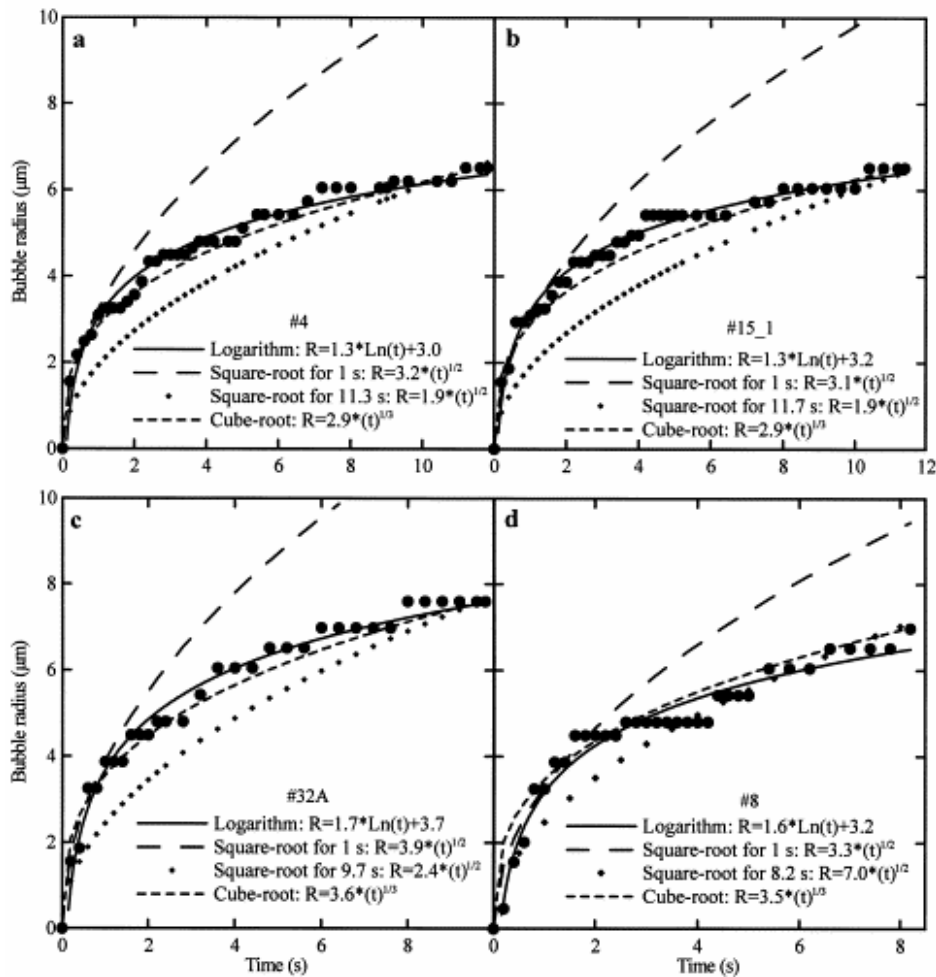 a
b
10
8
6
4
2
0
Bubble radius (μm)
#4
Logarithm: R=1.3*Ln(t)+3.0
Square-root for 1 s: R=3.2*(t)1/2
Square-root for 11.3 s: R=1.9*(t)1/2
Cube-root: R=2.9*(t)1/3
0 2 4 6 8 10
#15_1
Logarithm: R=1.3*Ln(t)+3.2
Square-root for 1 s: R=3.1*(t)1/2
Square-root for 11.7 s: R=1.9*(t)1/2
Cube-root: R=2.9*(t)1/3
0 2 4 6 8 10 12
c
d
10
8
6
4
2
0
Bubble radius (μm)
#32A
Logarithm: R=1.7*Ln(t)+3.7
Square-root for 1 s: R=3.9*(t)1/2
Square-root for 9.7 s: R=2.4*(t)1/2
Cube-root: R=3.6*(t)1/3
0 2 4 6 8
Time (s)
#8
Logarithm: R=1.6*Ln(t)+3.2
Square-root for 1 s: R=3.3*(t)1/2
Square-root for 8.2 s: R=7.0*(t)1/2
Cube-root: R=3.5*(t)1/3
0 2 4 6 8
Time (s)